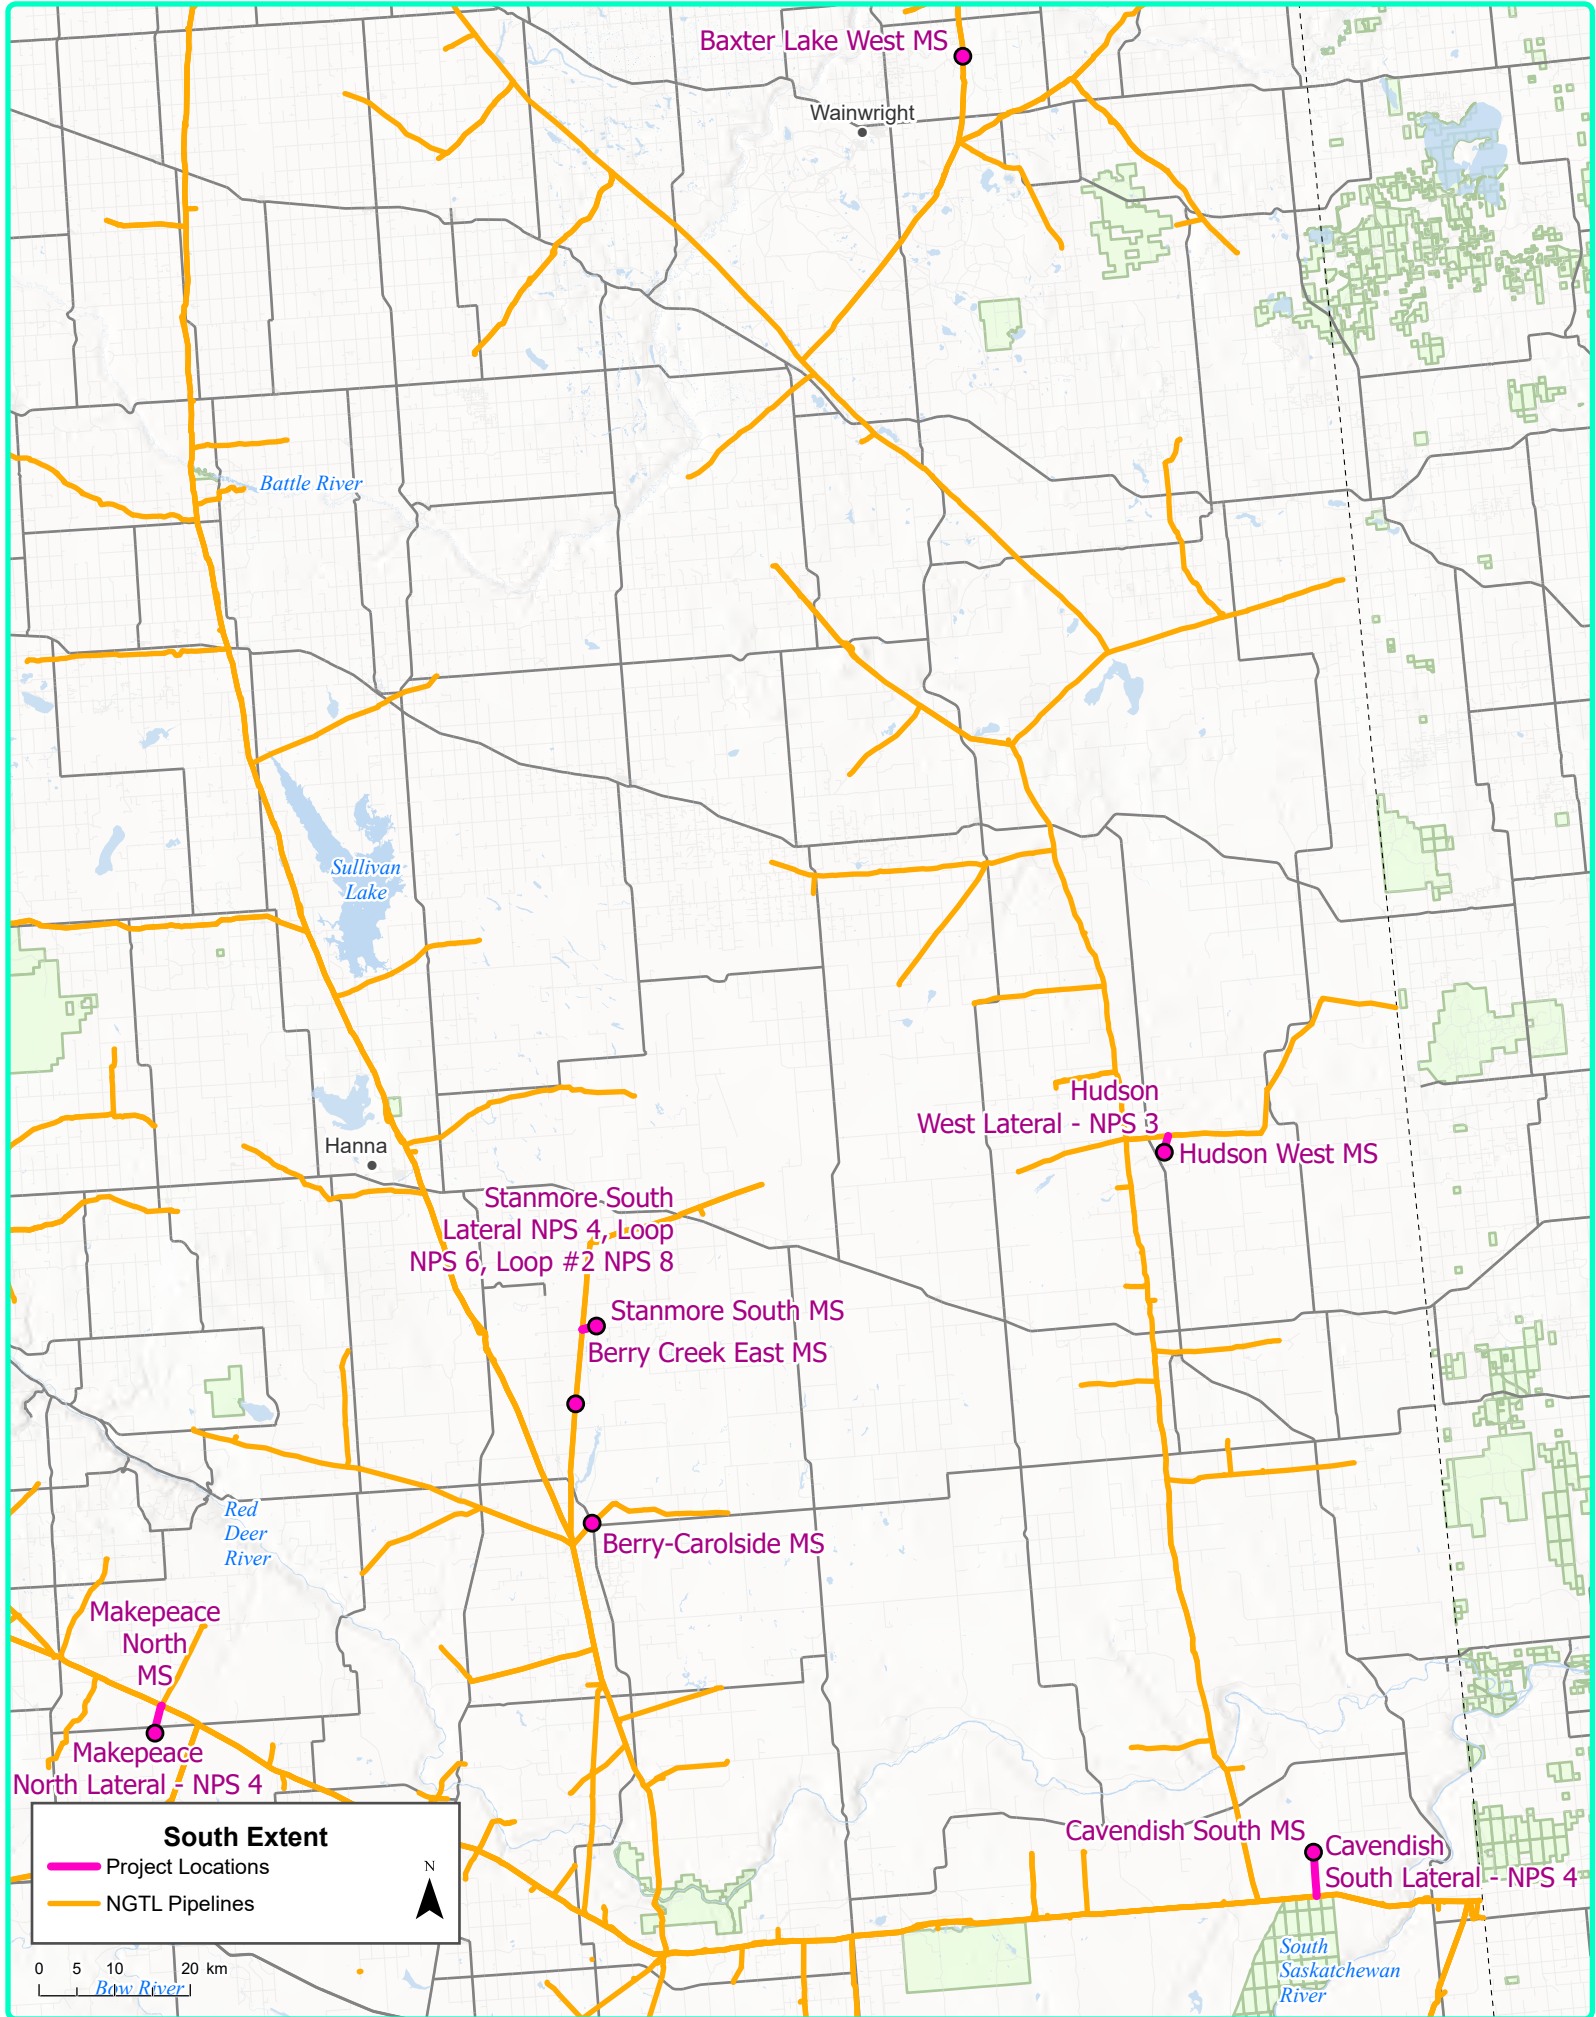 Baxter Lake West MS
Wainwright
Battle River
Sullivan
Lake
Hudson
West Lateral - NPS 3
Hudson West MS
Hanna
Stanmore South
Lateral NPS 4, Loop
NPS 6, Loop #2 NPS 8
Stanmore South MS
Berry Creek East MS
Red
Deer
River
Berry-Carolside MS
Makepeace
North
MS
Makepeace
North Lateral - NPS 4
Cavendish South MS
Cavendish
South Lateral - NPS 4
South Extent
Project Locations
NGTL Pipelines
N
South
Saskatchewan
River
0 5 10 20 km
Bow River